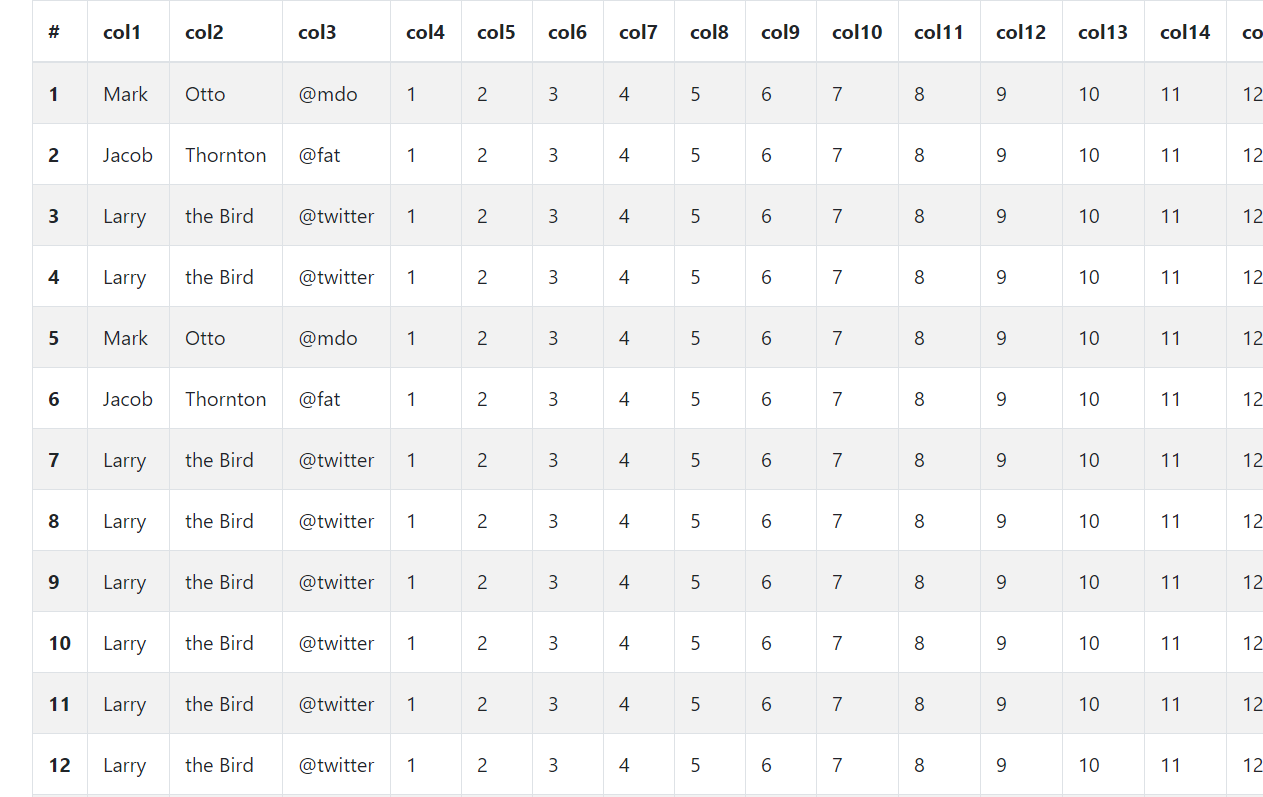 # col1 col2 col3 col4 col5 col6 col7 col8 col9 col10 col11 col12 col13 col14 co
1 Mark Otto @mdo 1 2 3 4 5 6 7 8 9 10 11 12
2 Jacob Thornton @fat 1 2 3 4 5 6 7 8 9 10 11 12
3 Larry the Bird @twitter 1 2 3 4 5 6 7 8 9 10 11 12
4 Larry the Bird @twitter 1 2 3 4 5 6 7 8 9 10 11 12
5 Mark Otto @mdo 1 2 3 4 5 6 7 8 9 10 11 12
6 Jacob Thornton @fat 1 2 3 4 5 6 7 8 9 10 11 12
7 Larry the Bird @twitter 1 2 3 4 5 6 7 8 9 10 11 12
8 Larry the Bird @twitter 1 2 3 4 5 6 7 8 9 10 11 12
9 Larry the Bird @twitter 1 2 3 4 5 6 7 8 9 10 11 12
10 Larry the Bird @twitter 1 2 3 4 5 6 7 8 9 10 11 12
11 Larry the Bird @twitter 1 2 3 4 5 6 7 8 9 10 11 12
12 Larry the Bird @twitter 1 2 3 4 5 6 7 8 9 10 11 12